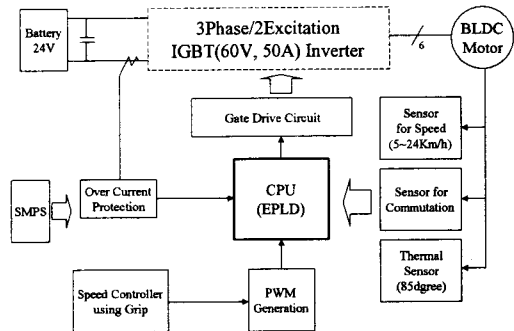 Battery
24V
3Phase/2Excitation
IGBT(60V, 50A) Inverter
6
BLDC
Motor
Gate Drive Circuit
Sensor
for Speed
(5~24Km/h)
SMPS
Over Current
Protection
CPU
(EPLD)
Sensor for
Commutation
Thermal
Sensor
(85dgree)
Speed Controller
using Grip
PWM
Generation